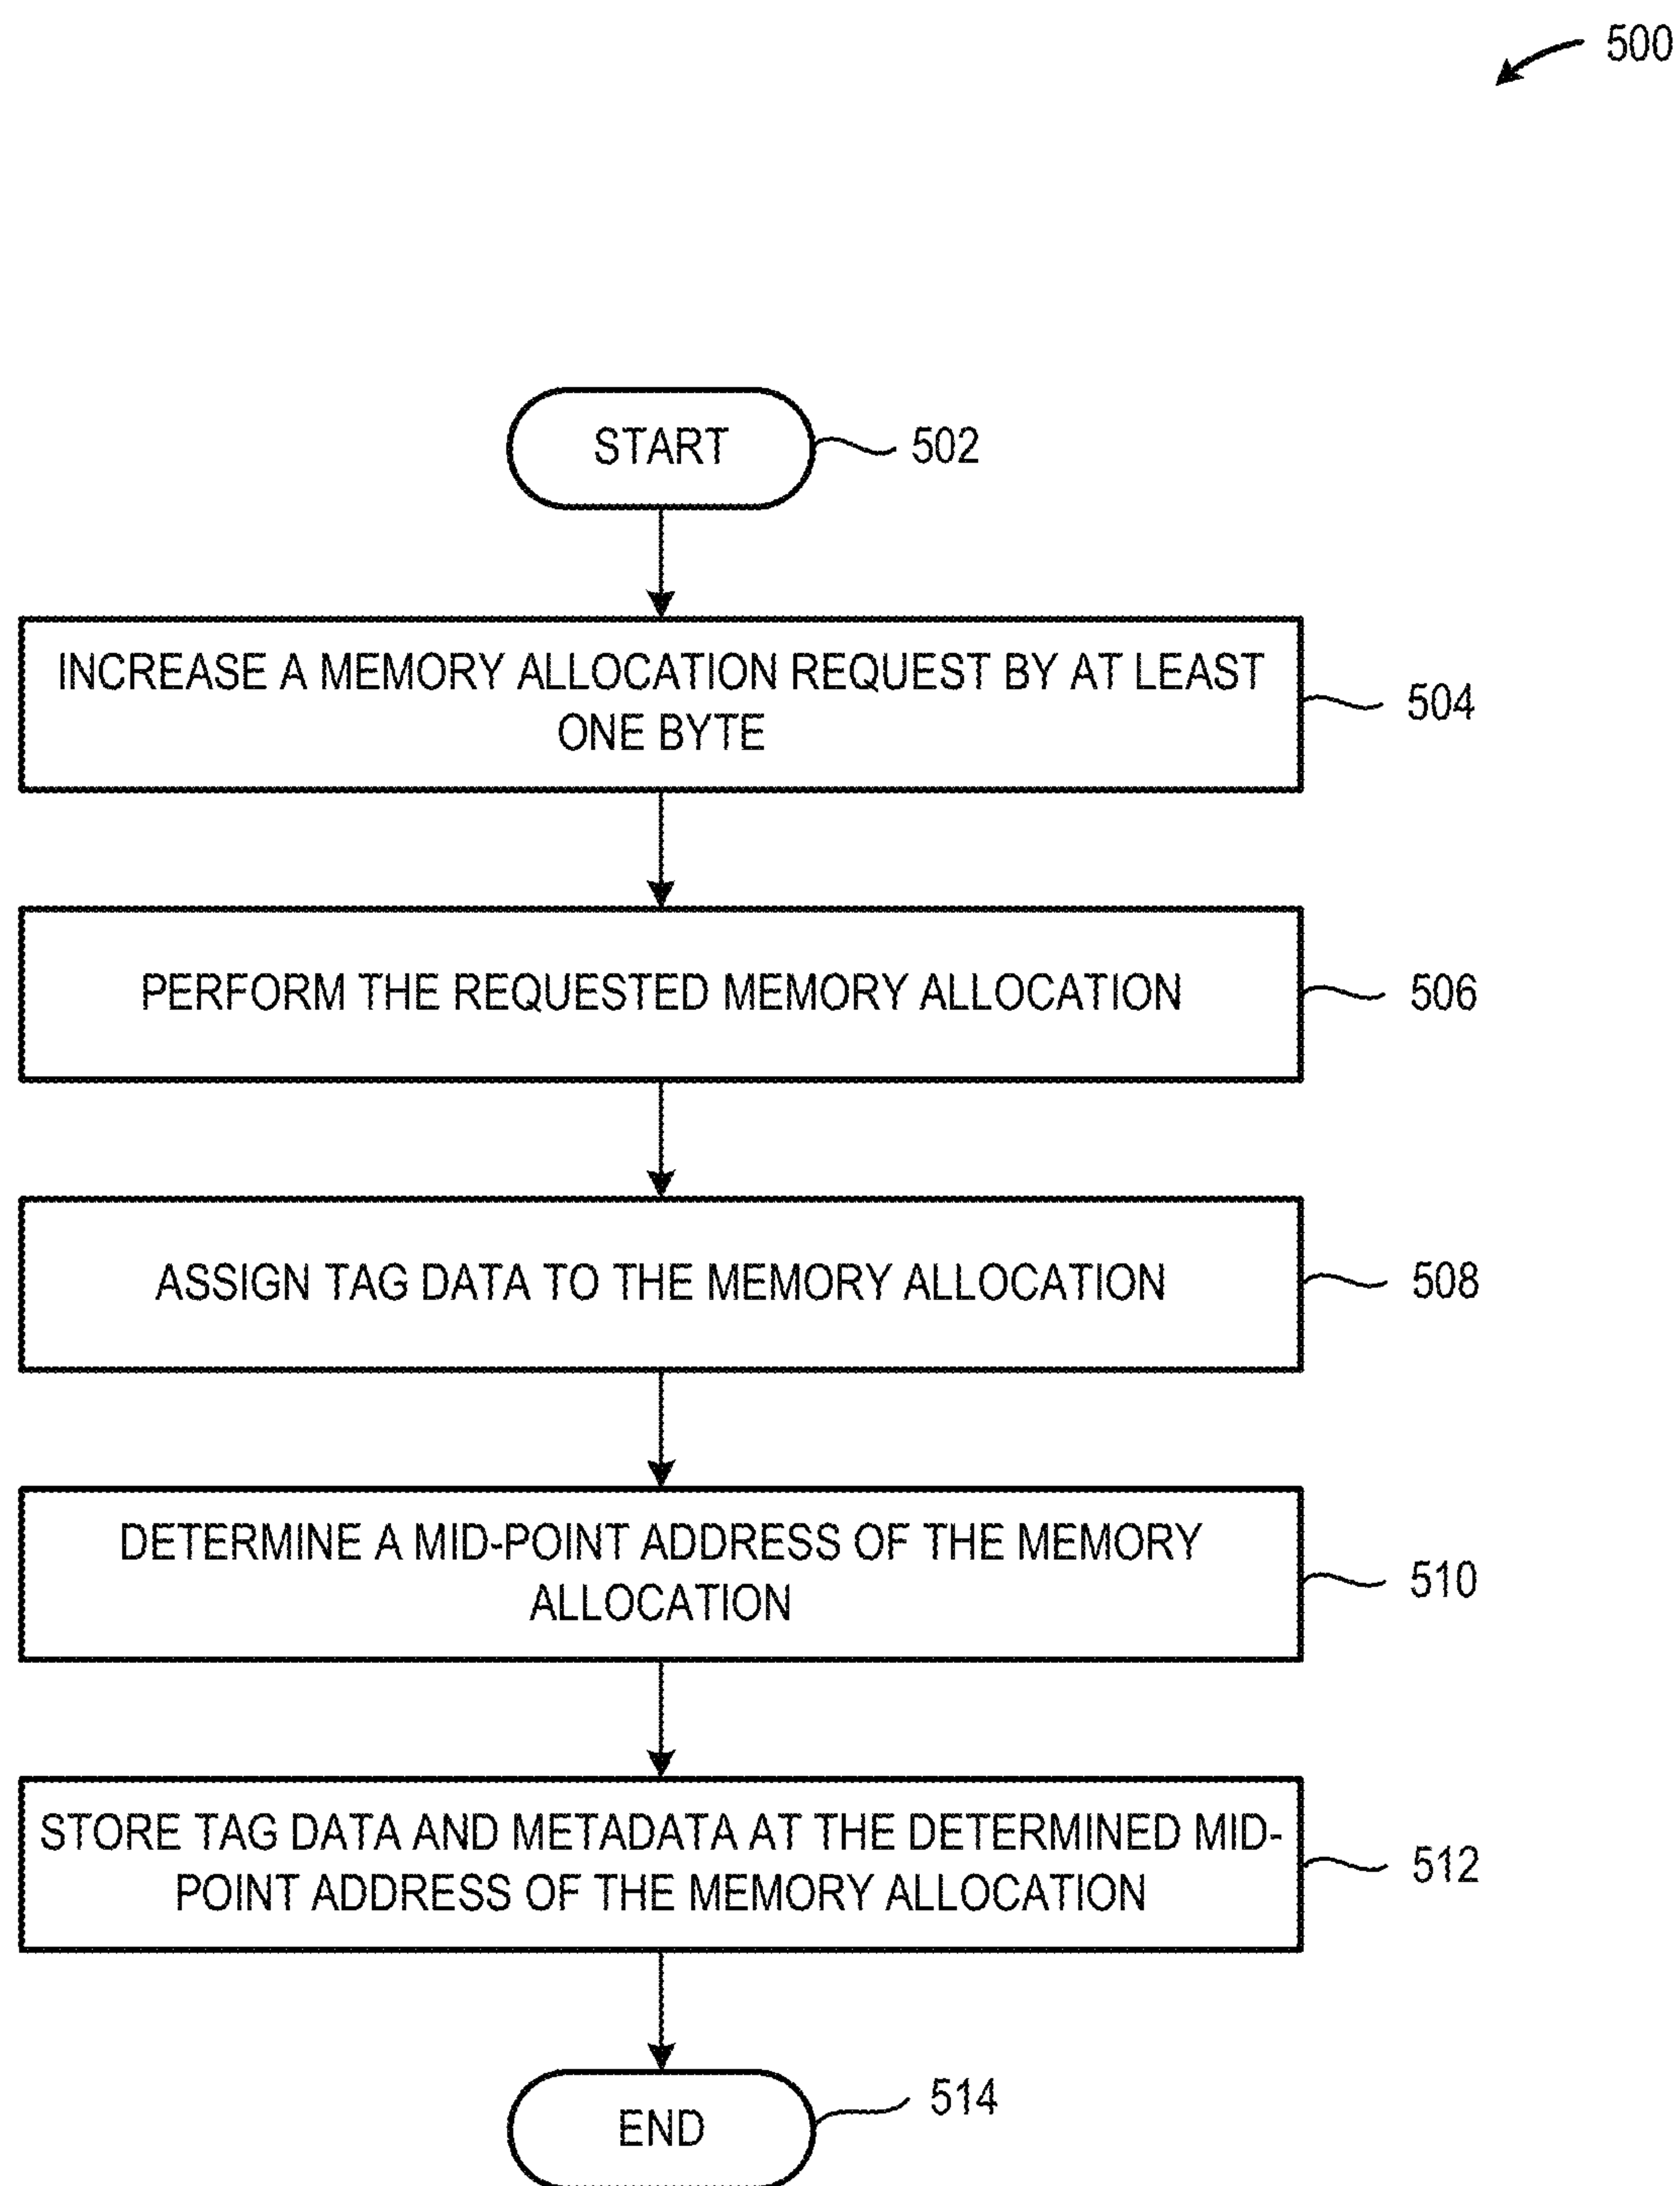 500
START
502
INCREASE A MEMORY ALLOCATION REQUEST BY AT LEAST
ONE BYTE
504
PERFORM THE REQUESTED MEMORY ALLOCATION
506
ASSIGN TAG DATA TO THE MEMORY ALLOCATION
508
DETERMINE A MID-POINT ADDRESS OF THE MEMORY
ALLOCATION
510
STORE TAG DATA AND METADATA AT THE DETERMINED MID-
POINT ADDRESS OF THE MEMORY ALLOCATION
512
END
514